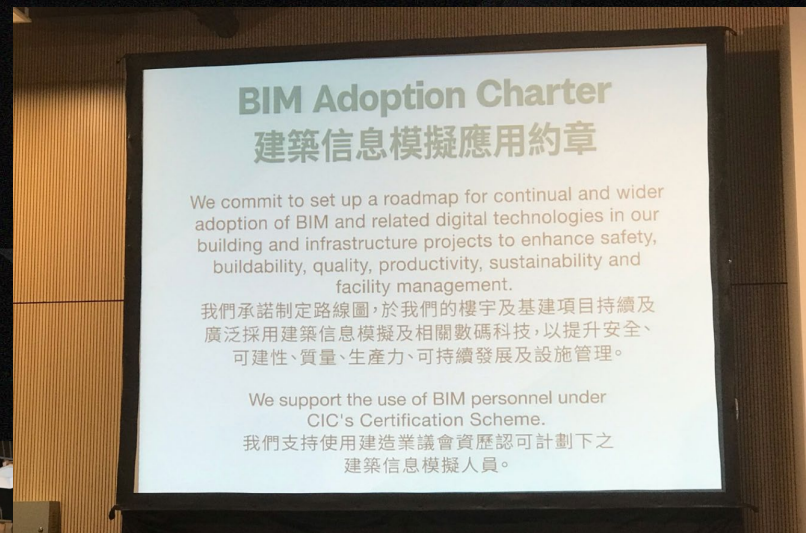 BIM Adoption Charter
建築信息模擬應用約章
We commit to set up a roadmap for continual and wider
adoption of BIM and related digital technologies in our
building and infrastructure projects to enhance safety,
buildability, quality, productivity, sustainability and
facility management.
我們承諾制定路線圖，於我們的樓宇及基建項目持續及
廣泛採用建築信息模擬及相關數碼科技，以提升安全、
可建性、質量、生產力、可持續發展及設施管理。
We support the use of BIM personnel under
CIC's Certification Scheme.
我們支持使用建造業議會資歷認可計劃下之
建築信息模擬人員。